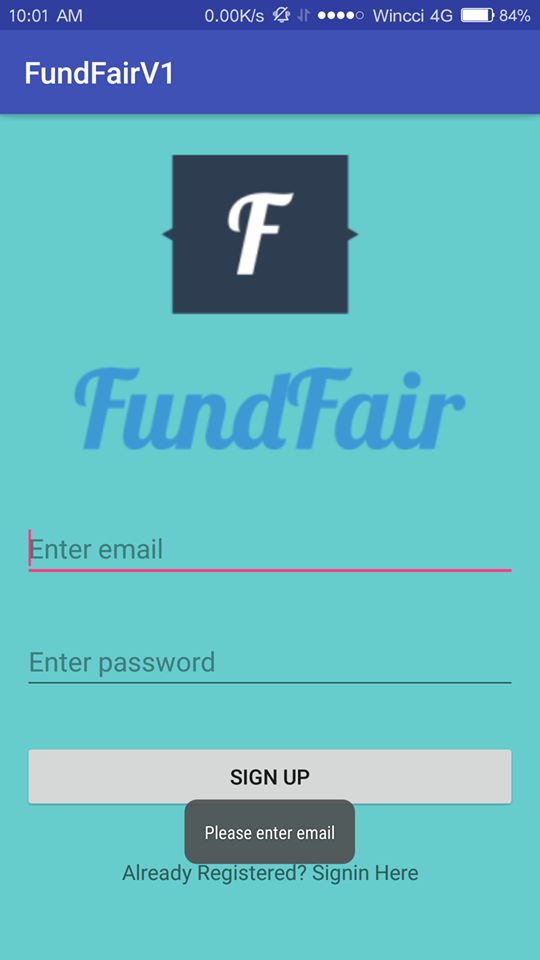 10:01 AM 0.00K/s Wincci 4G 84%
FundFairV1
F
FundFair
Enter email
Enter password
SIGN UP
Please enter email
Already Registered? Signin Here